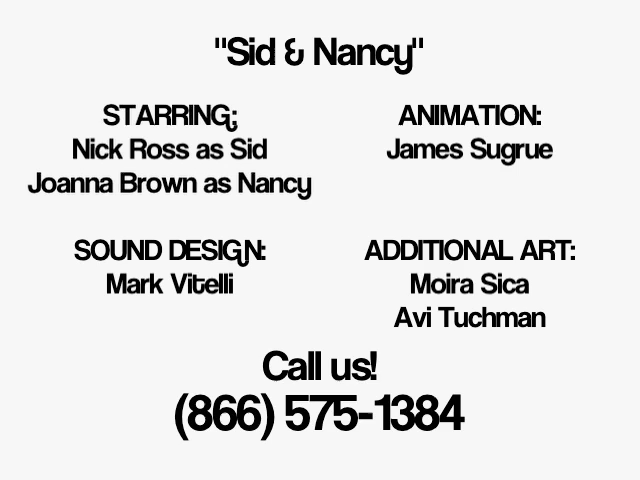 "Sid & Nancy"
STARRING:
Nick Ross as Sid
Joanna Brown as Nancy
ANIMATION:
James Sugrue
SOUND DESIGN:
Mark Vitelli
ADDITIONAL ART:
Moira Sica
Avi Tuchman
Call us!
(866) 575-1384